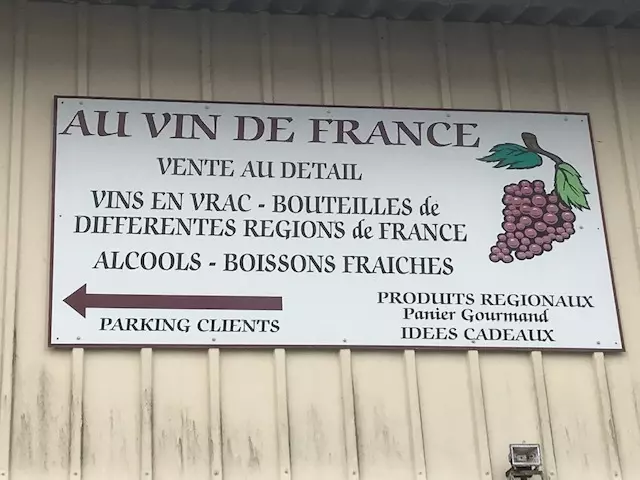 AU VIN DE FRANCE
VENTE AU DETAIL
VINS EN VRAC - BOUTEILLES de
DIFFERENTES REGIONS de FRANCE
ALCOOLS - BOISSONS FRAICHES
PARKING CLIENTS
PRODUITS REGIONAUX
Panier Gourmand
IDEES CADEAUX